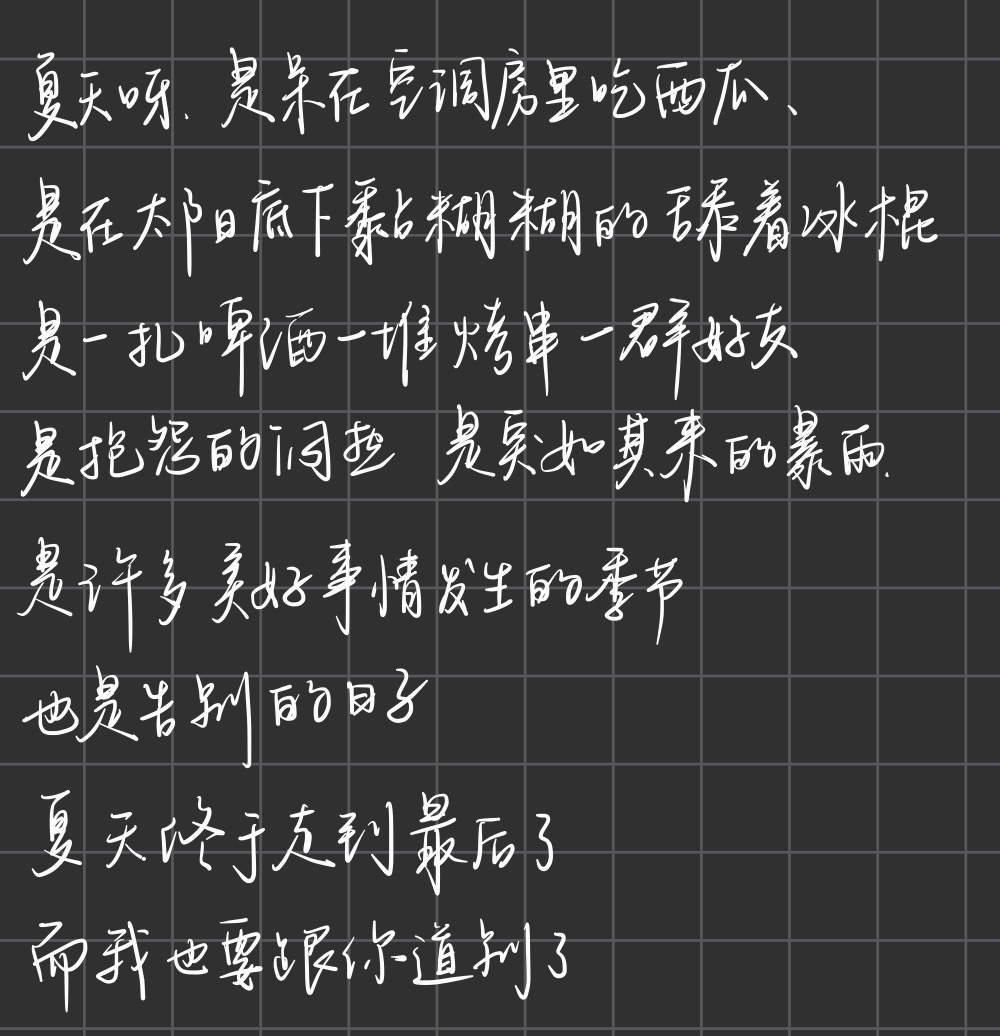 夏天呀.是呆在空调房里吃西瓜、
是在太阳底下黏糊糊的舔着冰棍
是一扎啤酒一堆烤串一群好友
是抱怨的闷热 是突如其来的暴雨.
是许多美好事情发生的季节
也是告别的日子
夏天终于走到最后了
而我也要跟你道别了